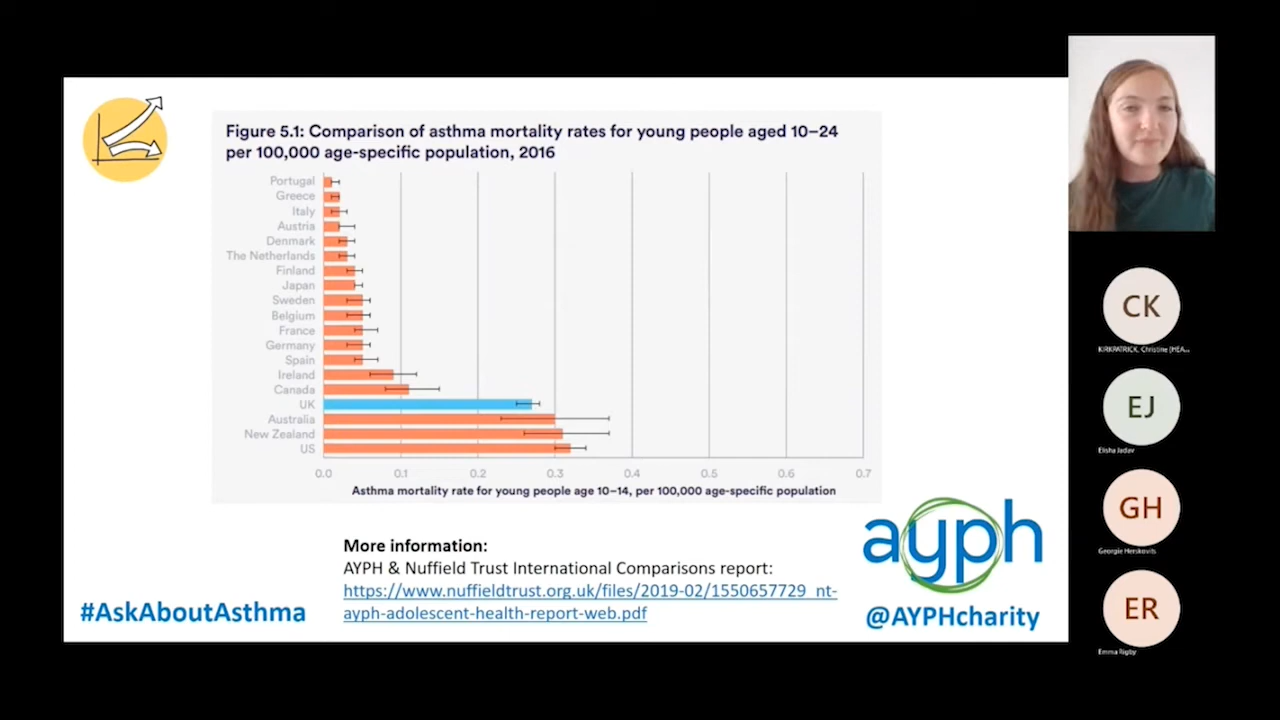 Figure 5.1: Comparison of asthma mortality rates for young people aged 10–24
per 100,000 age-specific population, 2016
Portugal
Greece
Italy
Austria
Denmark
The Netherlands
Finland
Japan
Sweden
Belgium
France
Germany
Spain
Ireland
Canada
UK
Australia
New Zealand
US
0.0 0.1 0.2 0.3 0.4 0.5 0.6 0.7
Asthma mortality rate for young people age 10–14, per 100,000 age-specific population
More information:
AYPH & Nuffield Trust International Comparisons report:
https://www.nuffieldtrust.org.uk/files/2019-02/1550657729_nt-
ayph-adolescent-health-report-web.pdf
#AskAboutAsthma
ayph
@AYPHcharity
CK
KIRKPATRICK, Christine (HEA...
EJ
Elisha Jadav
GH
Georgie Herskovits
ER
Emma Rigby